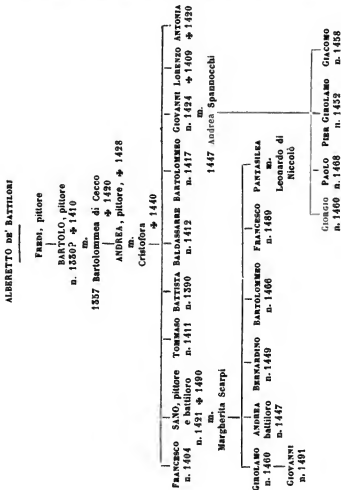 ALBERETTO DE' BATTILORI
FREDI, pittore
BARTOLO, pittore
n. 1330? ✠ 1410
m.
1357 Bartolommea di Cecco
✠ 1420
ANDREA, pittore, ✠ 1428
m.
Cristofora
✠ 1440
FRANCESCO SANO, pittore TOMMASO BATTISTA BALDASSARRE BARTOLOMMEO GIOVANNI LORENZO ANTONIA
n. 1404 e battiloro n. 1411 n. 1390 n. 1412 n. 1417 n. 1424 ✠ 1409 ✠ 1420
n. 1421 ✠ 1490 m.
m. 1447 Andrea Spannocchi
Margherita Scarpi
GIROLAMO ANDREA BERNARDINO BARTOLOMMEO FRANCESCO PANTASILEA
n. 1460 battiloro n. 1449 n. 1466 n. 1489 m.
n. 1447 Leonardo di
GIOVANNI Niccolò
n. 1491
GIORGIO PAOLO PIER GIROLAMO GIACOMO
n. 1460 n. 1468 n. 1452 n. 1458